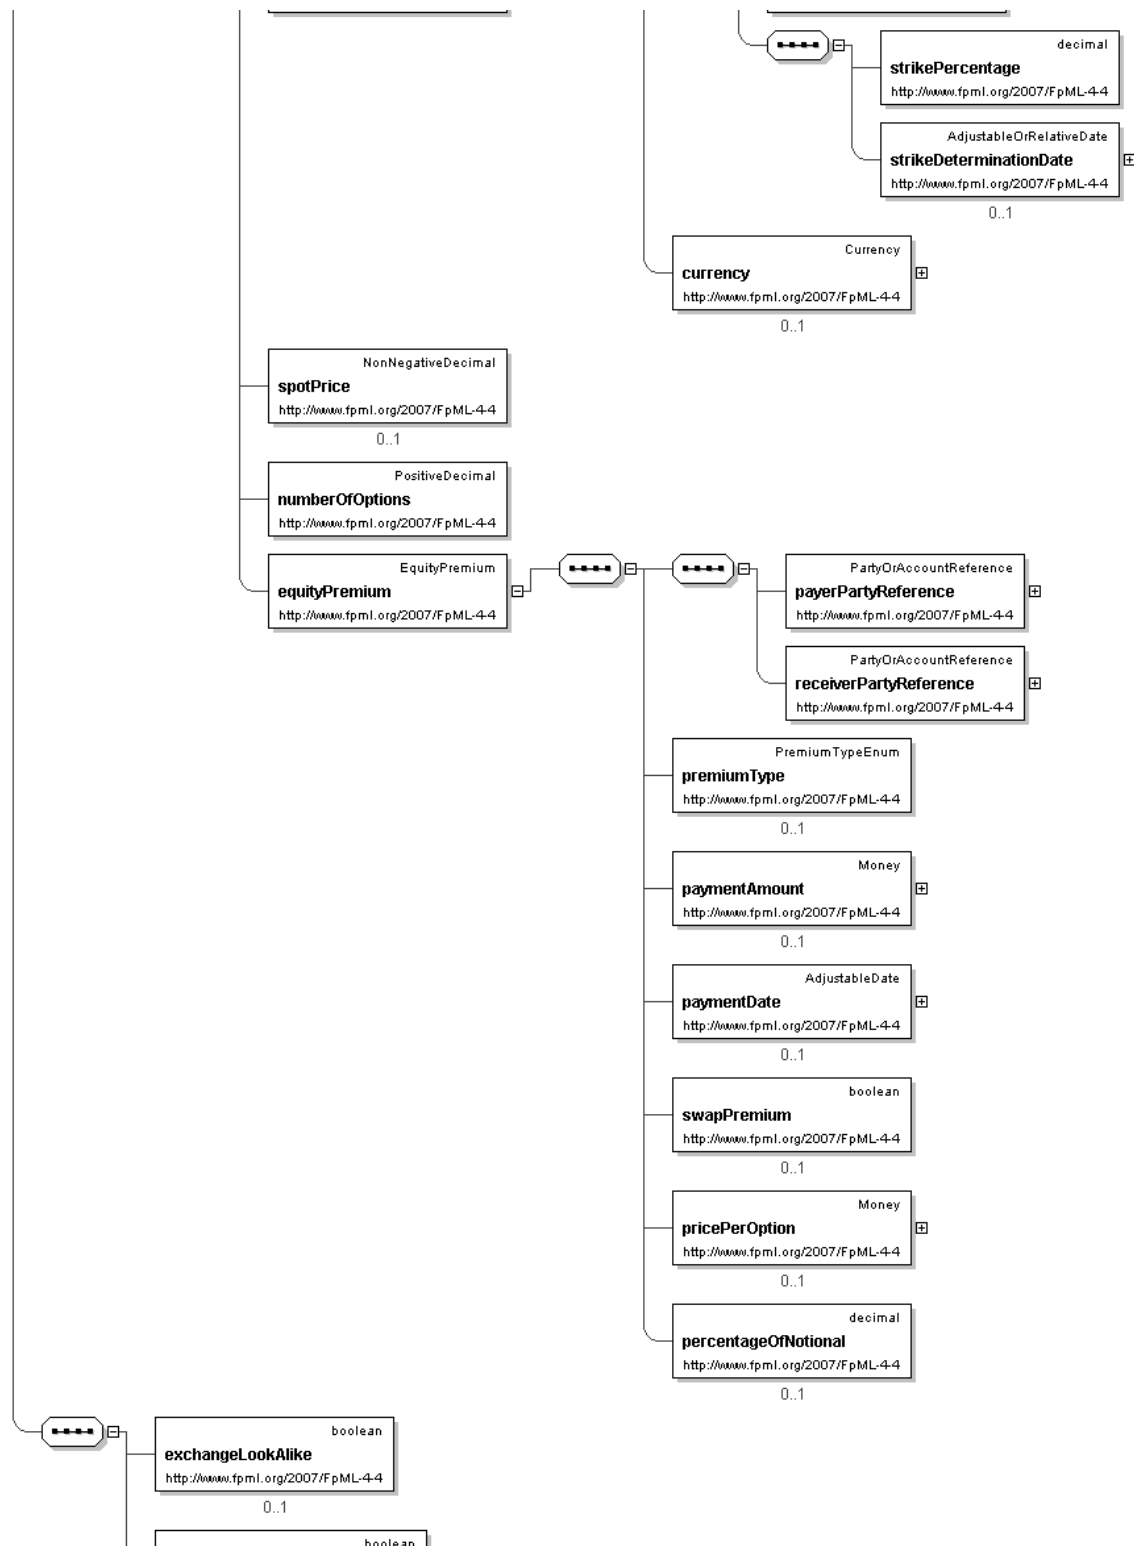 decimal
strikePercentage
http://www.fpml.org/2007/FpML-4-4
AdjustableOrRelativeDate
strikeDeterminationDate
http://www.fpml.org/2007/FpML-4-4
0..1
Currency
currency
http://www.fpml.org/2007/FpML-4-4
0..1
NonNegativeDecimal
spotPrice
http://www.fpml.org/2007/FpML-4-4
0..1
PositiveDecimal
numberOfOptions
http://www.fpml.org/2007/FpML-4-4
EquityPremium
equityPremium
http://www.fpml.org/2007/FpML-4-4
PartyOrAccountReference
payerPartyReference
http://www.fpml.org/2007/FpML-4-4
PartyOrAccountReference
receiverPartyReference
http://www.fpml.org/2007/FpML-4-4
PremiumTypeEnum
premiumType
http://www.fpml.org/2007/FpML-4-4
0..1
Money
paymentAmount
http://www.fpml.org/2007/FpML-4-4
0..1
AdjustableDate
paymentDate
http://www.fpml.org/2007/FpML-4-4
0..1
boolean
swapPremium
http://www.fpml.org/2007/FpML-4-4
0..1
Money
pricePerOption
http://www.fpml.org/2007/FpML-4-4
0..1
decimal
percentageOfNotional
http://www.fpml.org/2007/FpML-4-4
0..1
boolean
exchangeLookAlike
http://www.fpml.org/2007/FpML-4-4
0..1
boolean